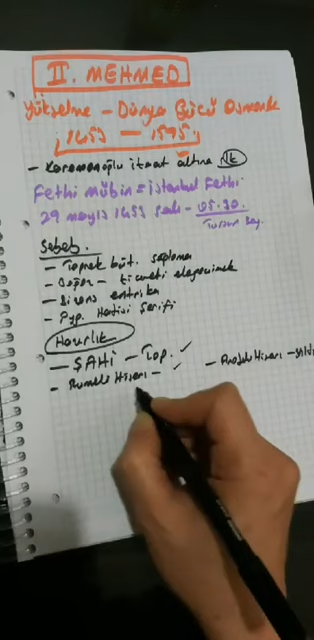 II. MEHMED
Yükselme - Dünya Gücü Osmanlı
1453 - 1595
- Karamanoğlu itaat altına
Fethi Mübin = İstanbul Fethi
29 Mayıs 1453 salı - 05.30
Tursun Bey
Sebeb.
- Toprak büt. sağlama
- Boğaz - ticareti
- Bizans entrika
- Pyg. Hadisi Şerifi
Hazırlık
- ŞAHİ - Top. ✓
- Rumeli Hisarı - ✓
- Anadolu Hisarı -